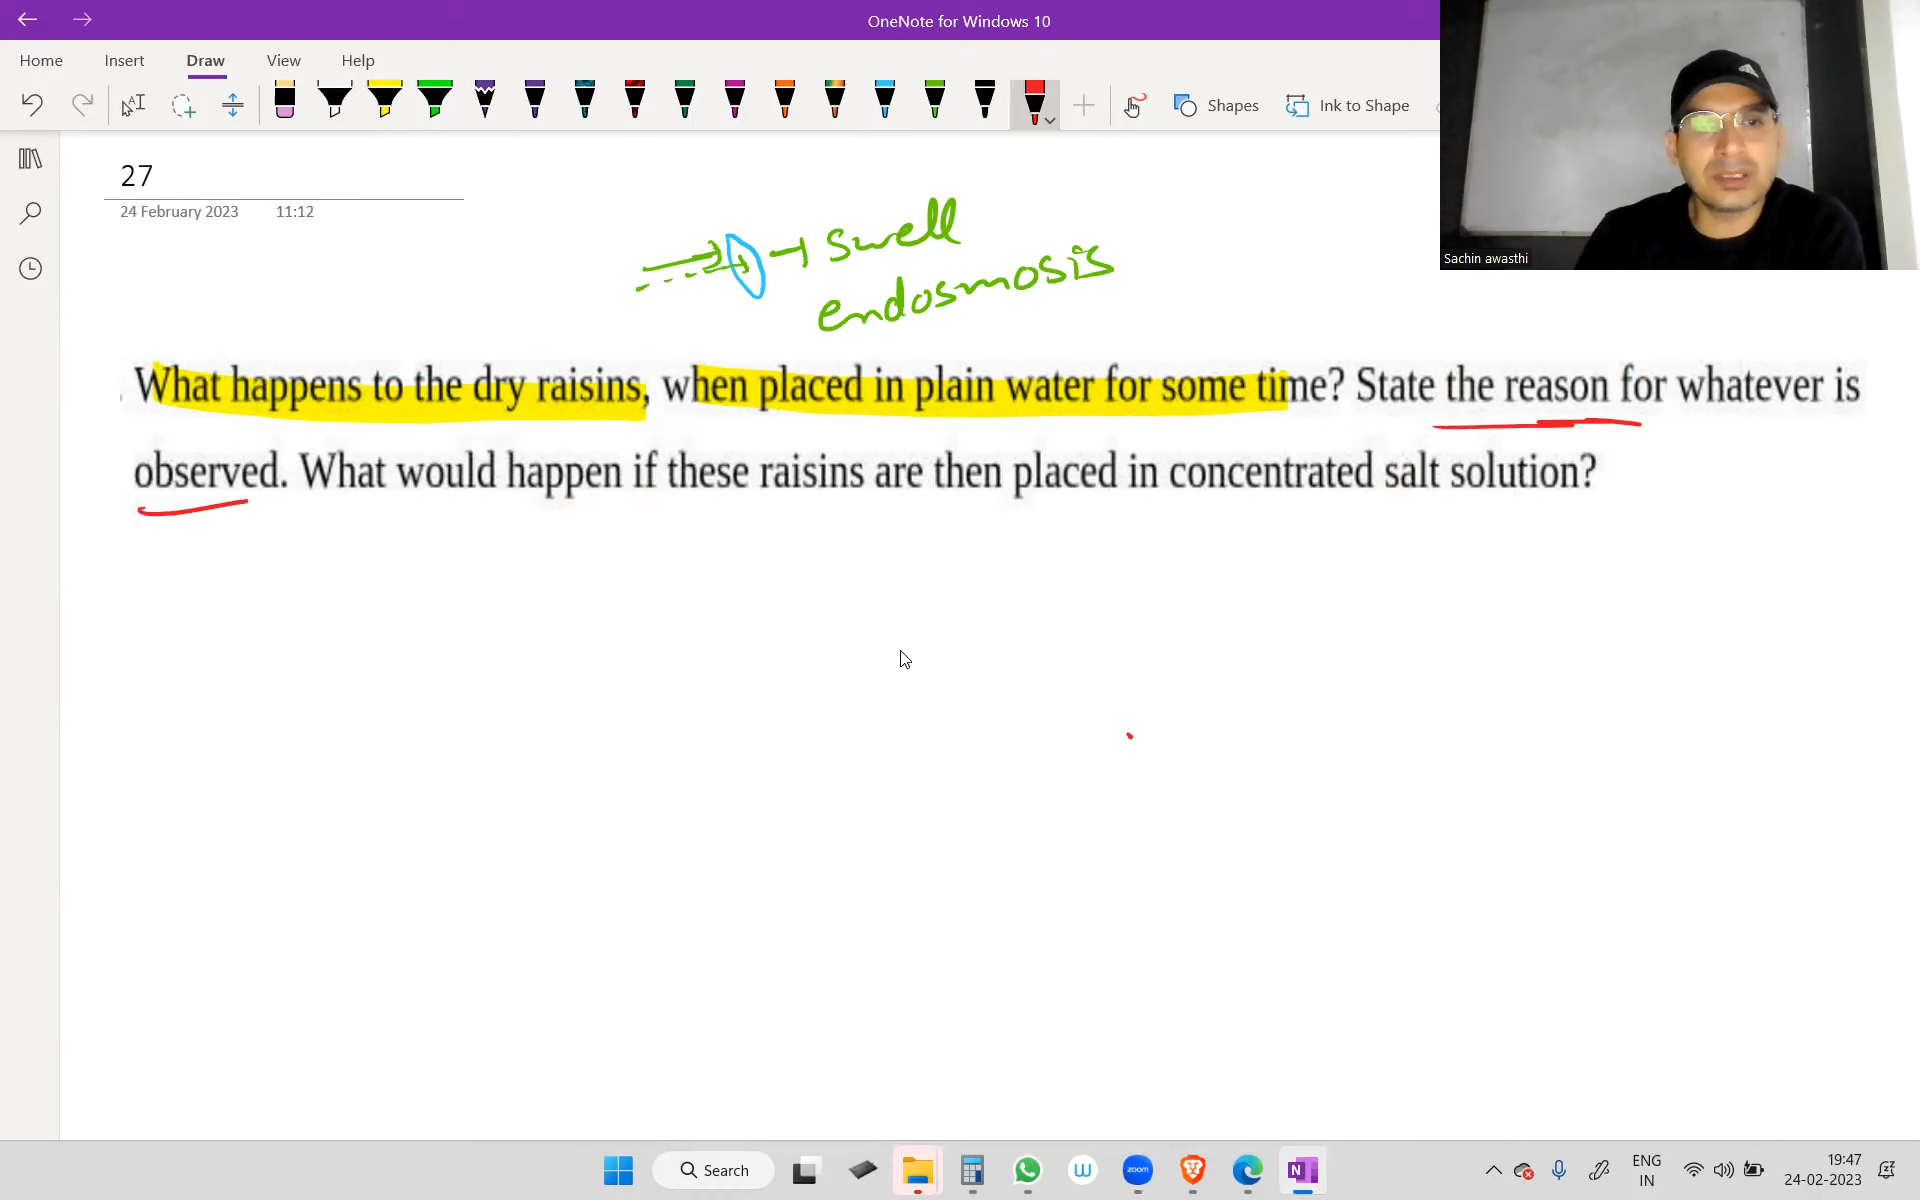 OneNote for Windows 10
Home Insert Draw View Help
Shapes Ink to Shape
Sachin awasthi
27
24 February 2023 11:12
swell
endosmosis
. What happens to the dry raisins, when placed in plain water for some time? State the reason for whatever is
observed. What would happen if these raisins are then placed in concentrated salt solution?
Search
zoom
N
ENG
IN
19:47
24-02-2023